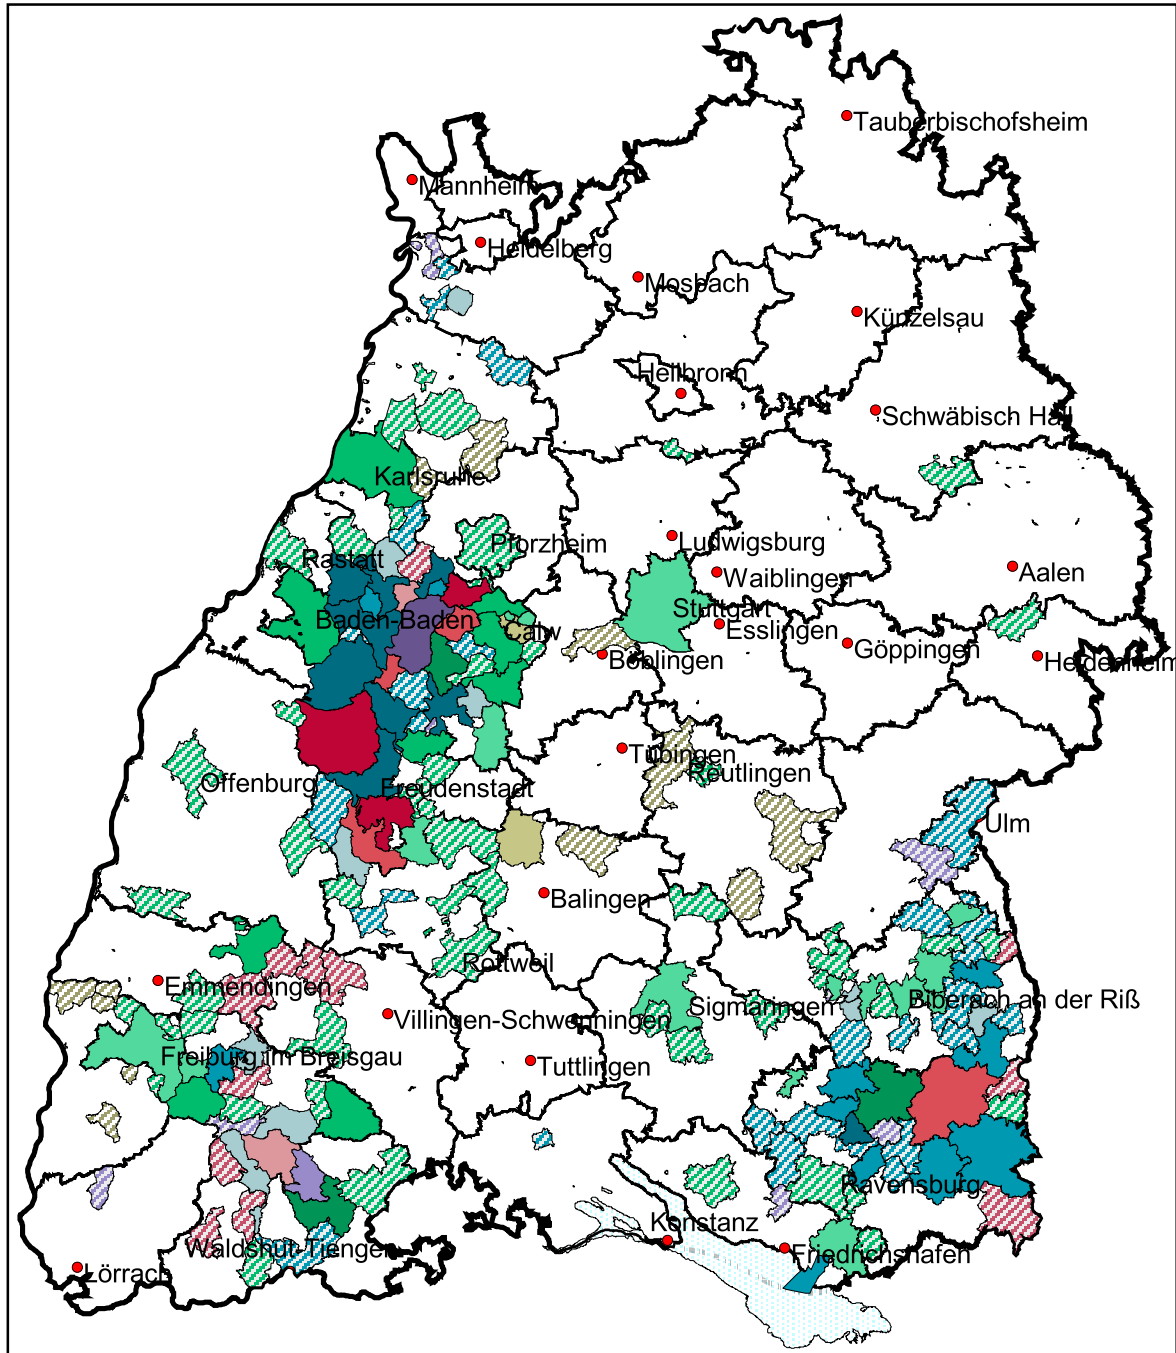 Tauberbischofsheim
Mannheim
Heidelberg
Mosbach
Künzelsau
Heilbronn
Schwäbisch Hall
Karlsruhe
Pforzheim
Ludwigsburg
Rastatt
Waiblingen
Aalen
Stuttgart
Baden-Baden
Calw
Esslingen
Göppingen
Böblingen
Heidenheim
Tübingen
Reutlingen
Offenburg
Freudenstadt
Ulm
Balingen
Rottweil
Emmendingen
Sigmaringen
Biberach an der Riß
Villingen-Schwenningen
Freiburg im Breisgau
Tuttlingen
Ravensburg
Konstanz
Waldshut-Tiengen
Friedrichshafen
Lörrach